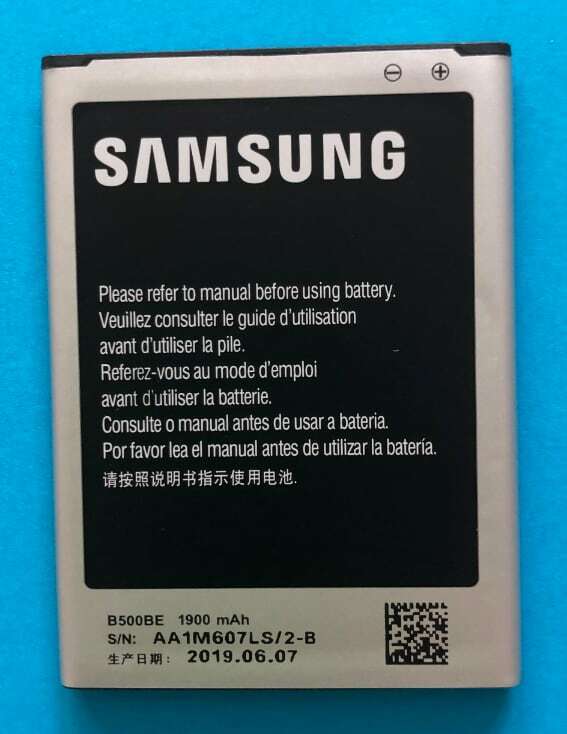 ⊖ ⊕
SAMSUNG
Please refer to manual before using battery.
Veuillez consulter le guide d'utilisation
avant d'utiliser la pile.
Referez-vous au mode d'emploi
avant d'utiliser la batterie.
Consulte o manual antes de usar a bateria.
Por favor lea el manual antes de utilizar la batería.
请按照说明书指示使用电池.
B500BE 1900 mAh
S/N: AA1M607LS/2-B
生产日期: 2019.06.07